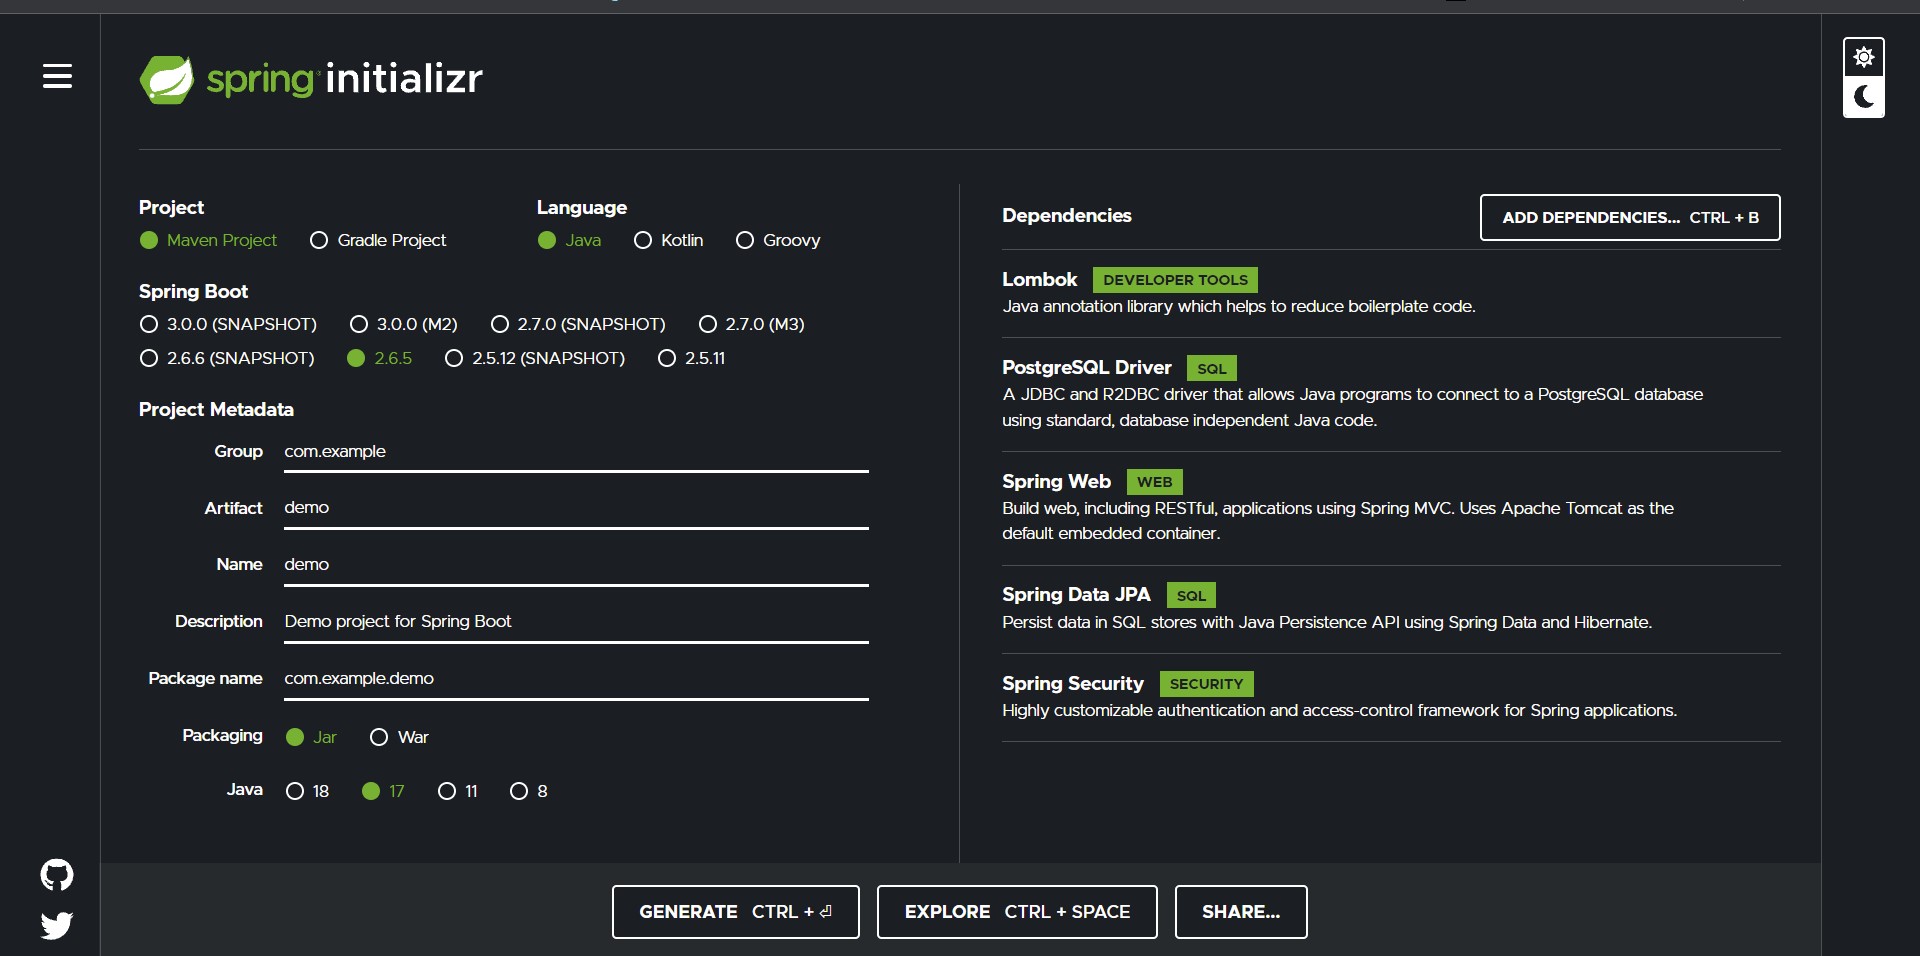 spring initializr
Project
Maven Project Gradle Project
Language
Java Kotlin Groovy
Spring Boot
3.0.0 (SNAPSHOT) 3.0.0 (M2) 2.7.0 (SNAPSHOT) 2.7.0 (M3)
2.6.6 (SNAPSHOT) 2.6.5 2.5.12 (SNAPSHOT) 2.5.11
Project Metadata
Group com.example
Artifact demo
Name demo
Description Demo project for Spring Boot
Package name com.example.demo
Packaging Jar War
Java 18 17 11 8
Dependencies
ADD DEPENDENCIES... CTRL + B
Lombok DEVELOPER TOOLS
Java annotation library which helps to reduce boilerplate code.
PostgreSQL Driver SQL
A JDBC and R2DBC driver that allows Java programs to connect to a PostgreSQL database
using standard, database independent Java code.
Spring Web WEB
Build web, including RESTful, applications using Spring MVC. Uses Apache Tomcat as the
default embedded container.
Spring Data JPA SQL
Persist data in SQL stores with Java Persistence API using Spring Data and Hibernate.
Spring Security SECURITY
Highly customizable authentication and access-control framework for Spring applications.
GENERATE CTRL + ⏎
EXPLORE CTRL + SPACE
SHARE...